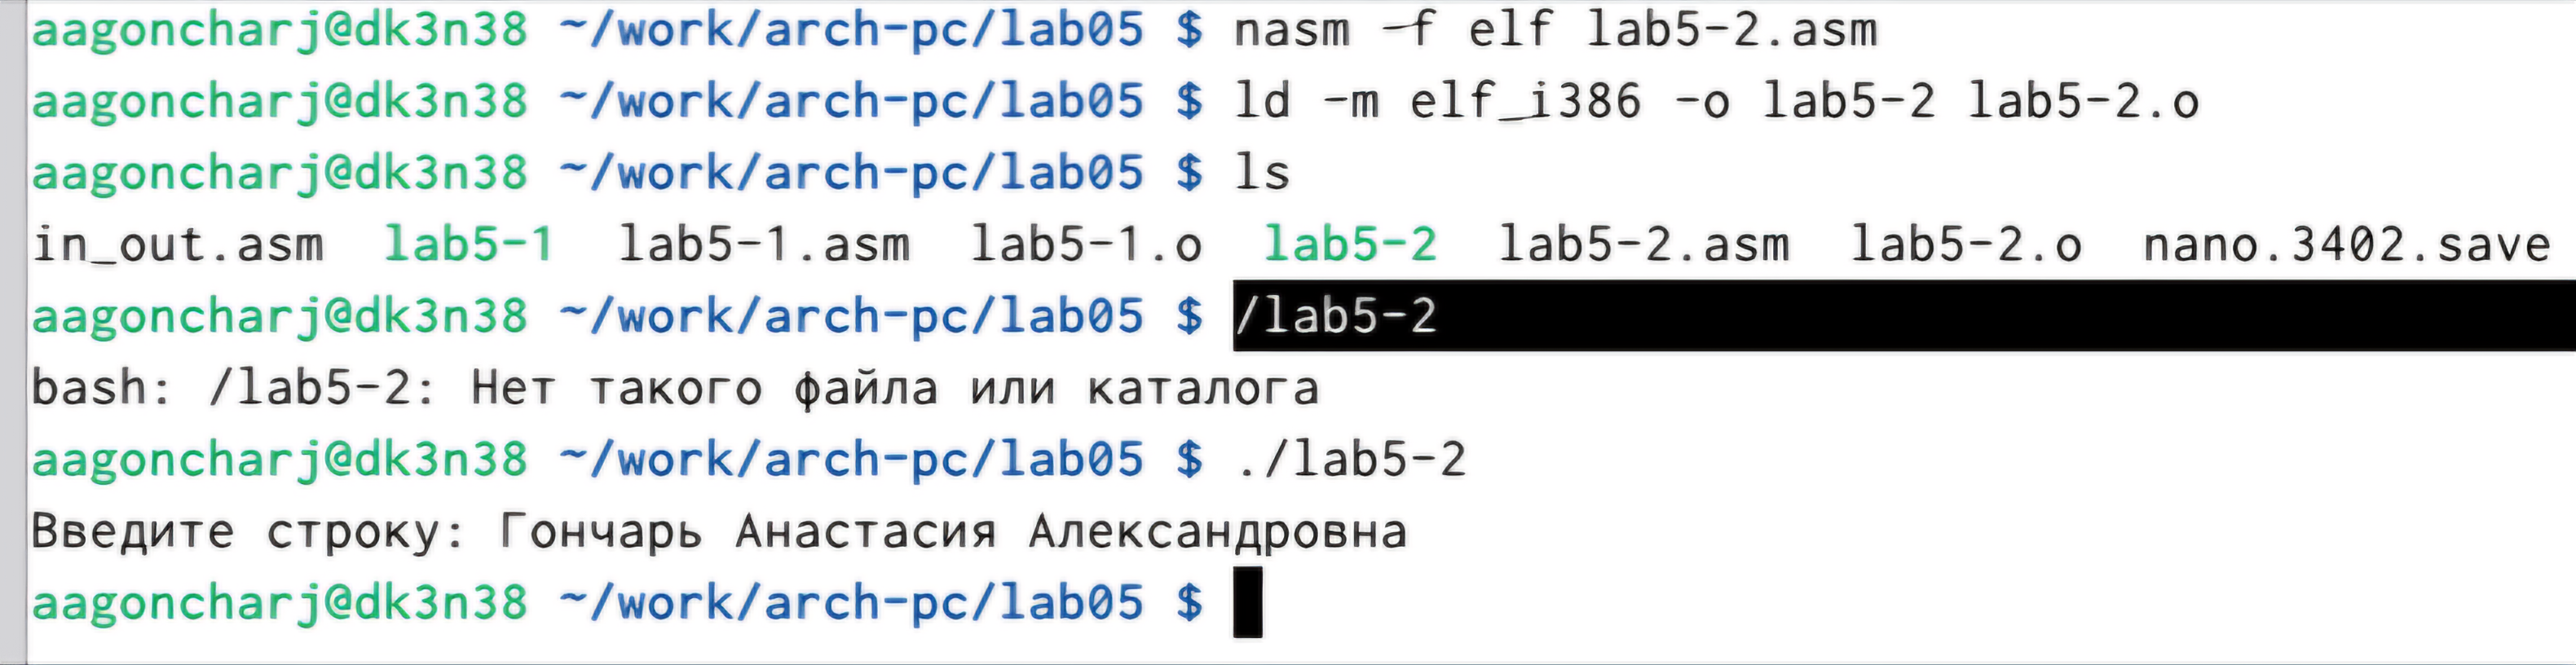 aagoncharj@dk3n38 ~/work/arch-pc/lab05 $ nasm -f elf lab5-2.asm
aagoncharj@dk3n38 ~/work/arch-pc/lab05 $ ld -m elf_i386 -o lab5-2 lab5-2.o
aagoncharj@dk3n38 ~/work/arch-pc/lab05 $ ls
in_out.asm  lab5-1  lab5-1.asm  lab5-1.o  lab5-2  lab5-2.asm  lab5-2.o  nano.3402.save
aagoncharj@dk3n38 ~/work/arch-pc/lab05 $ /lab5-2
bash: /lab5-2: Нет такого файла или каталога
aagoncharj@dk3n38 ~/work/arch-pc/lab05 $ ./lab5-2
Введите строку: Гончарь Анастасия Александровна
aagoncharj@dk3n38 ~/work/arch-pc/lab05 $